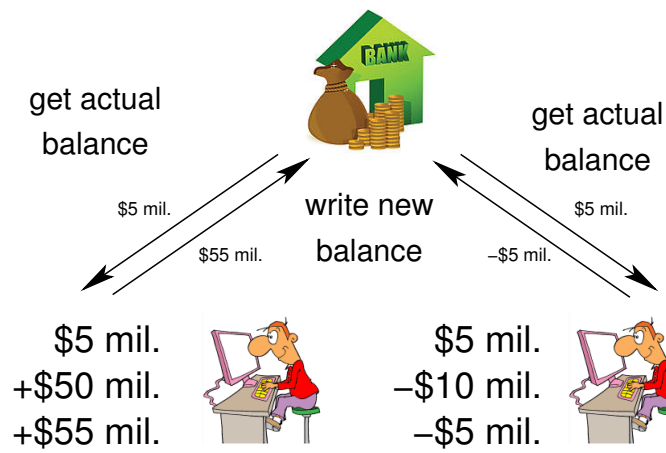 BANK
get actual
balance
get actual
balance
$5 mil.
$55 mil.
write new
balance
$5 mil.
−$5 mil.
$5 mil.
+$50 mil.
+$55 mil.
$5 mil.
−$10 mil.
−$5 mil.